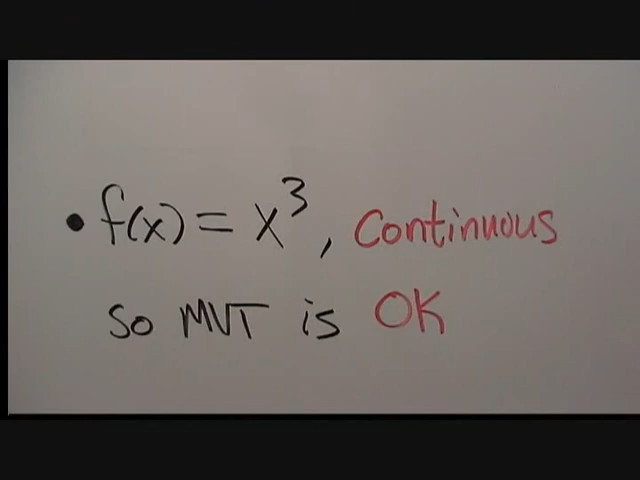 • f(x) = x³, Continuous
so MVT is OK